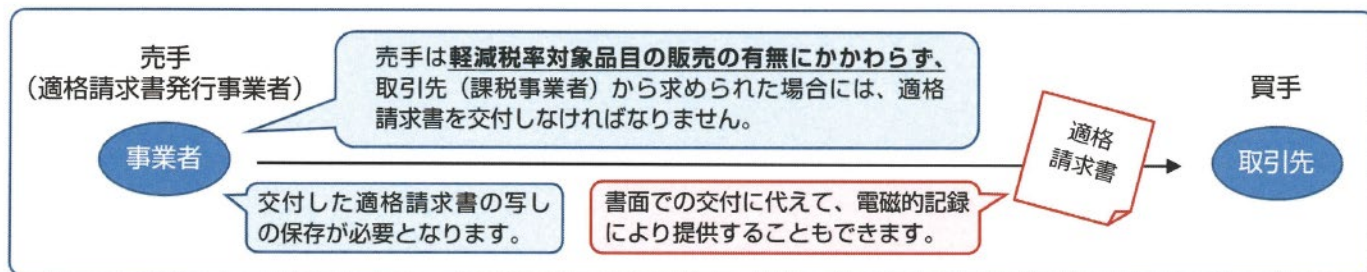 売手
（適格請求書発行事業者）
事業者
売手は軽減税率対象品目の販売の有無にかかわらず、
取引先（課税事業者）から求められた場合には、適格
請求書を交付しなければなりません。
交付した適格請求書の写し
の保存が必要となります。
書面での交付に代えて、電磁的記録
により提供することもできます。
適格
請求書
買手
取引先